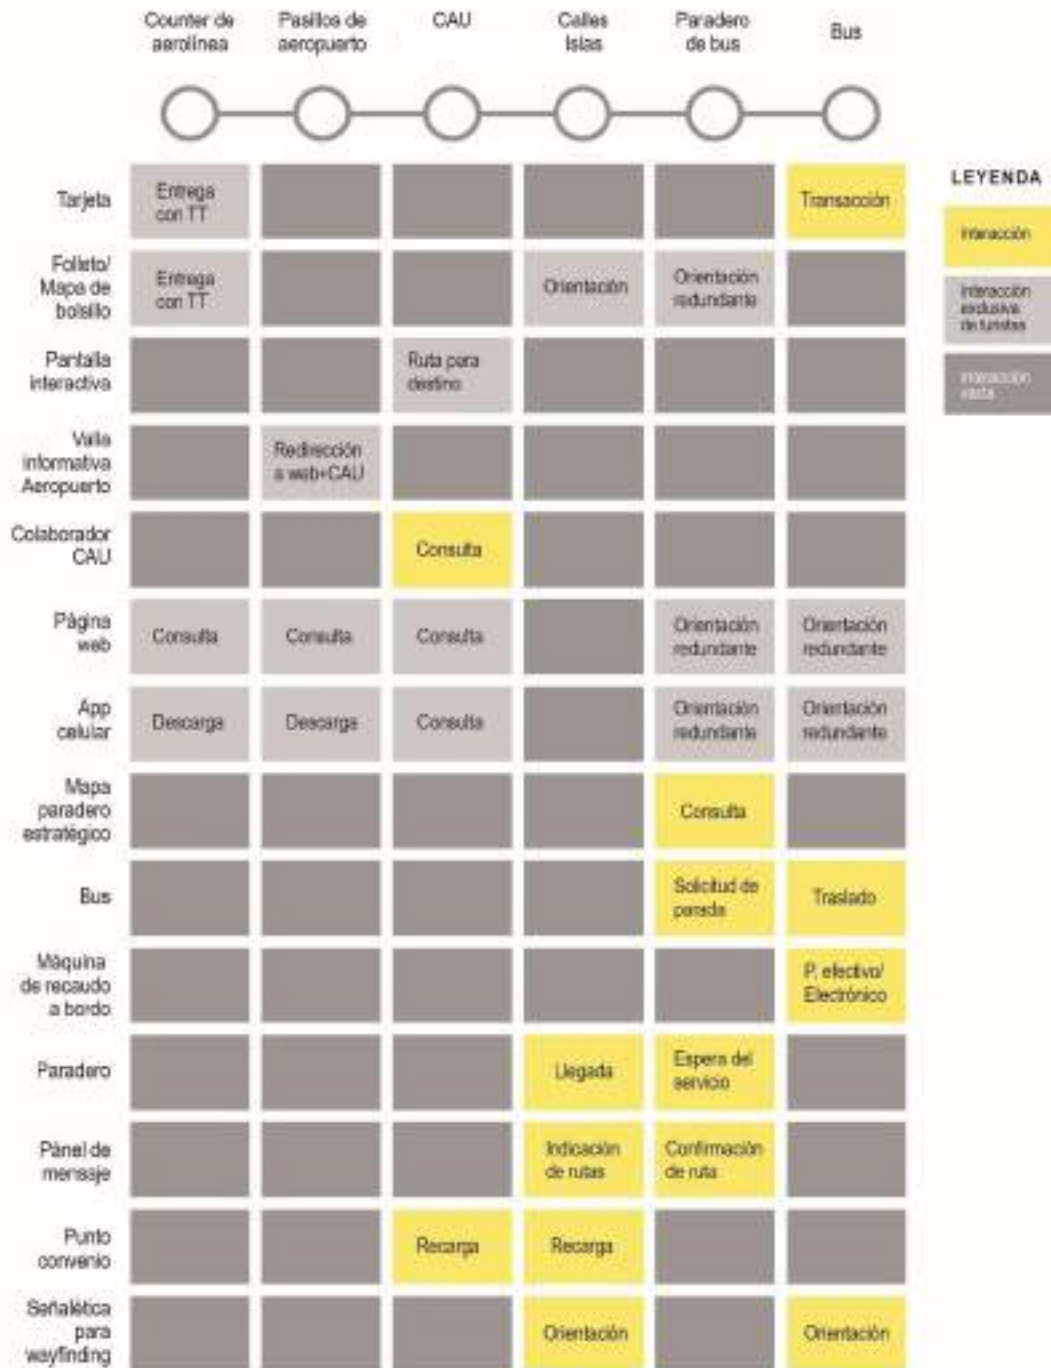 Counter de
aerolínea
Pasillos de
aeropuerto
CAU
Calles
Islas
Paradero
de bus
Bus
LEYENDA
Interacción
Interacción
exclusiva
de turistas
Interacción
Tarjeta
Entrega
con TT
Transacción
Folleto/
Mapa de
bolsillo
Entrega
con TT
Orientación
Orientación
redundante
Pantalla
interactiva
Ruta para
destino
Valla
informativa
Aeropuerto
Redirección
a web+CAU
Colaborador
CAU
Consulta
Página
web
Consulta
Consulta
Consulta
Orientación
redundante
Orientación
redundante
App
celular
Descarga
Descarga
Consulta
Orientación
redundante
Orientación
redundante
Mapa
paradero
estratégico
Consulta
Bus
Solicitud de
parada
Traslado
Máquina
de recaudo
a bordo
P. efectivo/
Electrónico
Paradero
Llegada
Espera del
servicio
Pánel de
mensaje
Indicación
de rutas
Confirmación
de ruta
Punto
convenio
Recarga
Recarga
Señalética
para
wayfinding
Orientación
Orientación